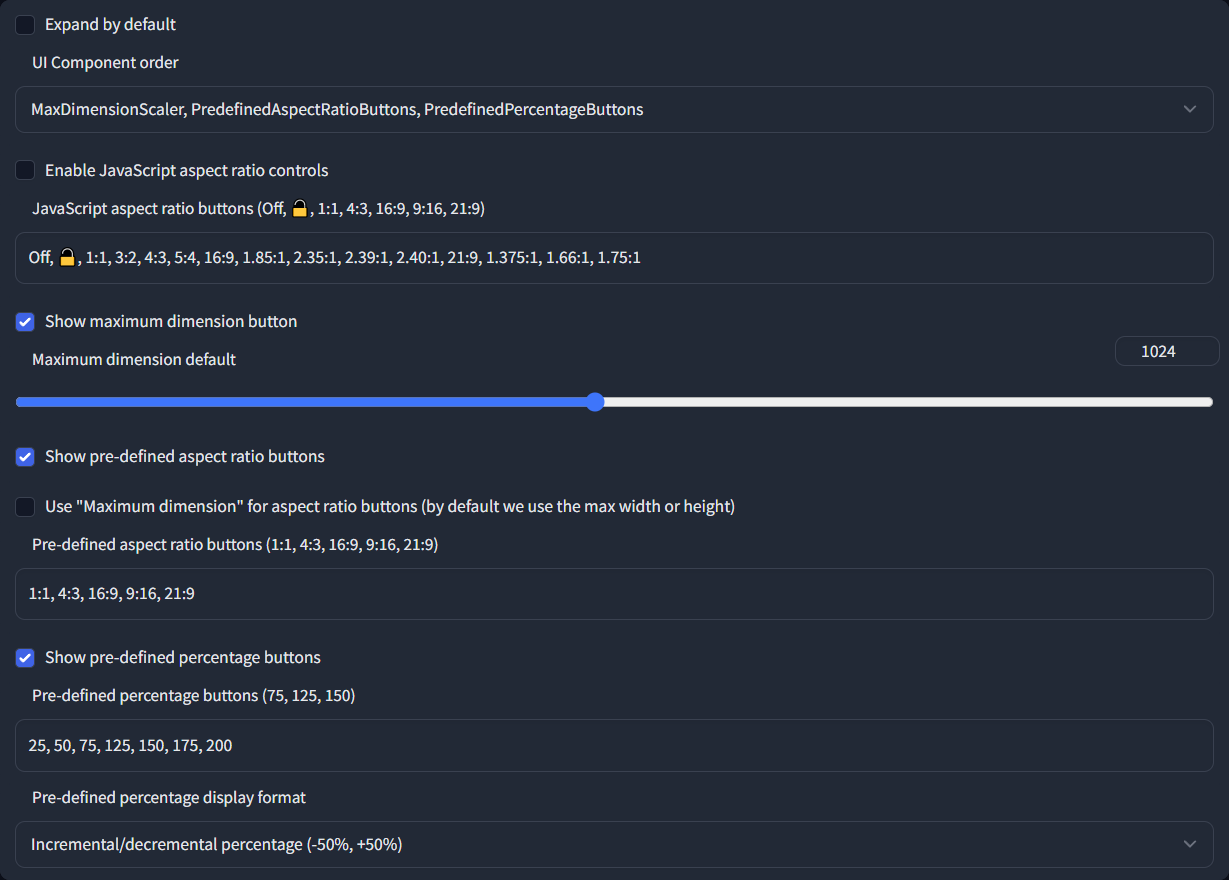 Expand by default
UI Component order
MaxDimensionScaler, PredefinedAspectRatioButtons, PredefinedPercentageButtons
Enable JavaScript aspect ratio controls
JavaScript aspect ratio buttons (Off, 🔓, 1:1, 4:3, 16:9, 9:16, 21:9)
Off, 🔓, 1:1, 3:2, 4:3, 5:4, 16:9, 1.85:1, 2.35:1, 2.39:1, 2.40:1, 21:9, 1.375:1, 1.66:1, 1.75:1
Show maximum dimension button
Maximum dimension default
1024
Show pre-defined aspect ratio buttons
Use "Maximum dimension" for aspect ratio buttons (by default we use the max width or height)
Pre-defined aspect ratio buttons (1:1, 4:3, 16:9, 9:16, 21:9)
1:1, 4:3, 16:9, 9:16, 21:9
Show pre-defined percentage buttons
Pre-defined percentage buttons (75, 125, 150)
25, 50, 75, 125, 150, 175, 200
Pre-defined percentage display format
Incremental/decremental percentage (-50%, +50%)